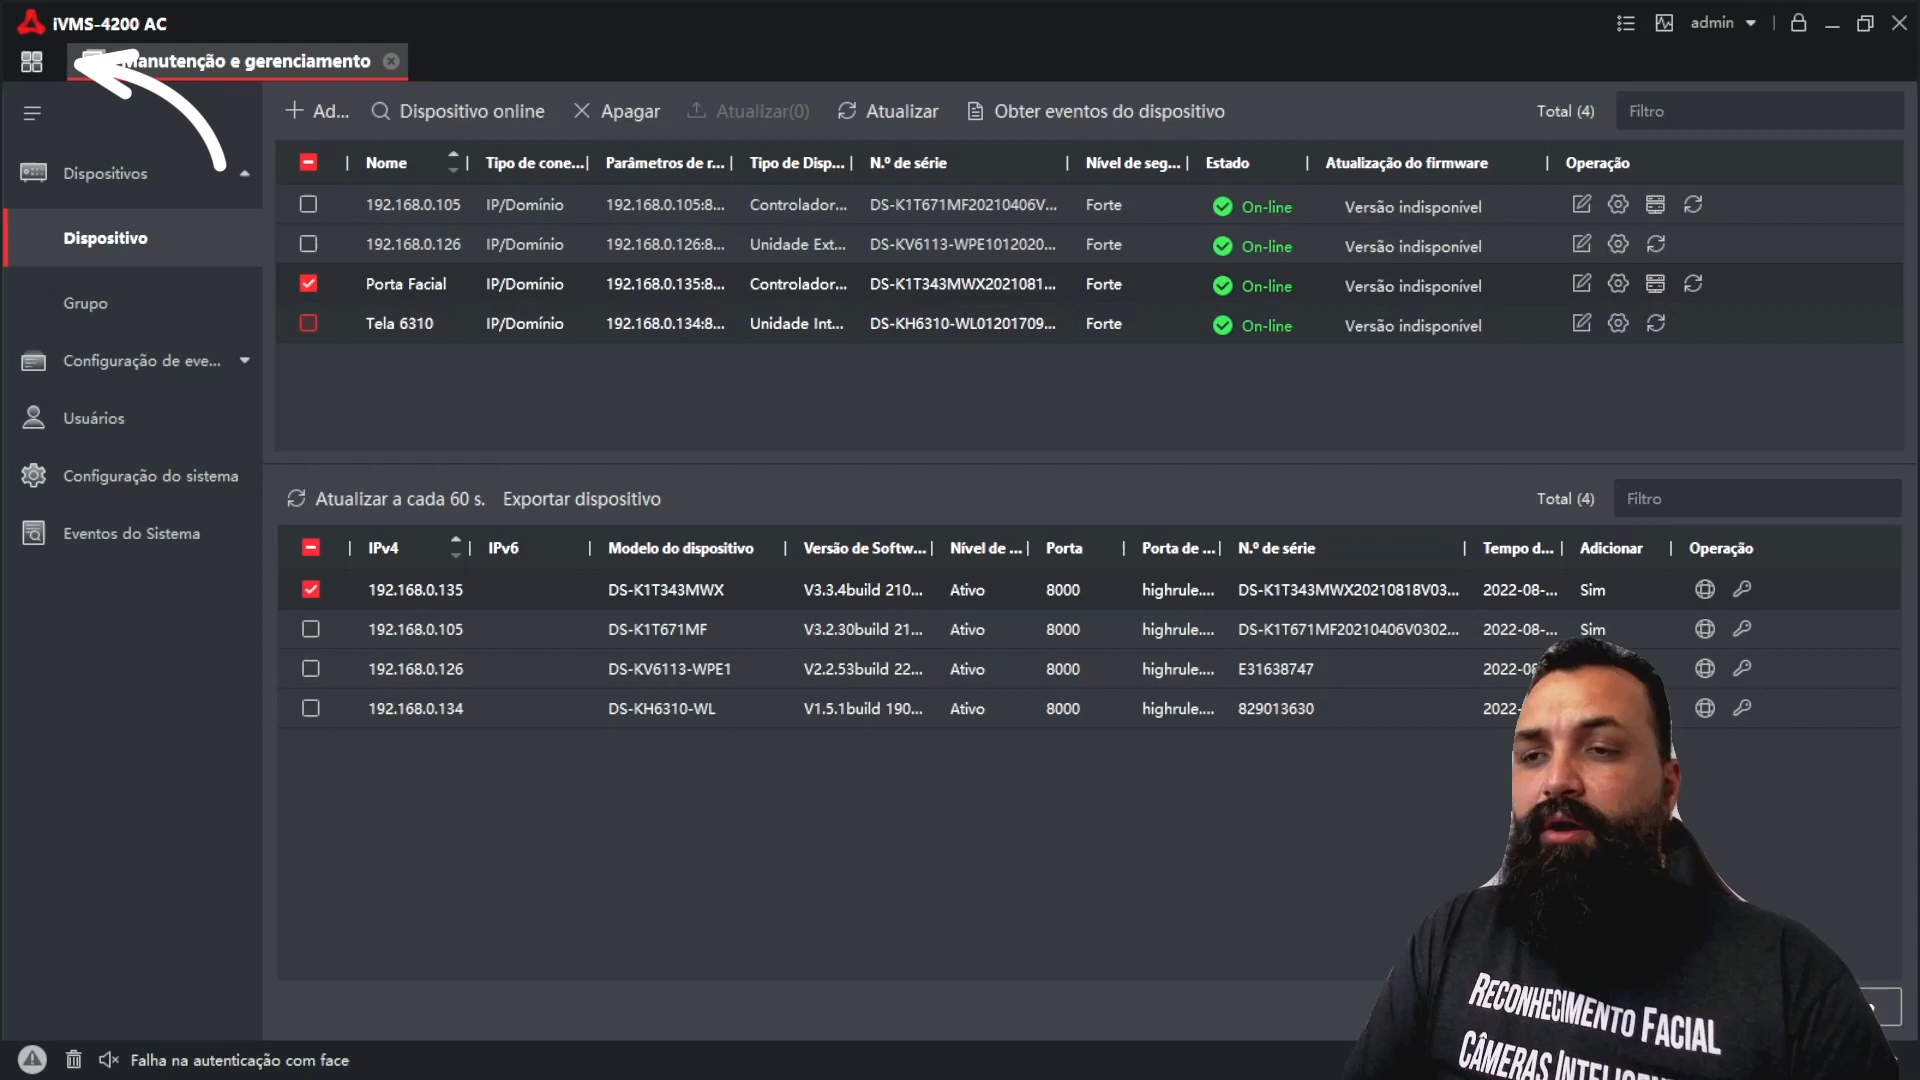 iVMS-4200 AC
admin
Manutenção e gerenciamento
Ad... Dispositivo online Apagar Atualizar(0) Atualizar Obter eventos do dispositivo Total (4) Filtro
Dispositivos
Dispositivo
Grupo
Configuração de eve...
Usuários
Configuração do sistema
Eventos do Sistema
Nome Tipo de cone... Parâmetros de r... Tipo de Disp... N.º de série Nível de seg... Estado Atualização do firmware Operação
192.168.0.105 IP/Domínio 192.168.0.105:8... Controlador... DS-K1T671MF20210406V... Forte On-line Versão indisponível
192.168.0.126 IP/Domínio 192.168.0.126:8... Unidade Ext... DS-KV6113-WPE1012020... Forte On-line Versão indisponível
Porta Facial IP/Domínio 192.168.0.135:8... Controlador... DS-K1T343MWX2021081... Forte On-line Versão indisponível
Tela 6310 IP/Domínio 192.168.0.134:8... Unidade Int... DS-KH6310-WL01201709... Forte On-line Versão indisponível
Atualizar a cada 60 s. Exportar dispositivo Total (4) Filtro
IPv4 IPv6 Modelo do dispositivo Versão de Softw... Nível de ... Porta Porta de ... N.º de série Tempo d... Adicionar Operação
192.168.0.135 DS-K1T343MWX V3.3.4build 210... Ativo 8000 highrule.... DS-K1T343MWX20210818V03... 2022-08-... Sim
192.168.0.105 DS-K1T671MF V3.2.30build 21... Ativo 8000 highrule.... DS-K1T671MF20210406V0302... 2022-08-... Sim
192.168.0.126 DS-KV6113-WPE1 V2.2.53build 22... Ativo 8000 highrule.... E31638747 2022-08
192.168.0.134 DS-KH6310-WL V1.5.1build 190... Ativo 8000 highrule.... 829013630 2022-
RECONHECIMENTO FACIAL
CÂMERAS
Falha na autenticação com face